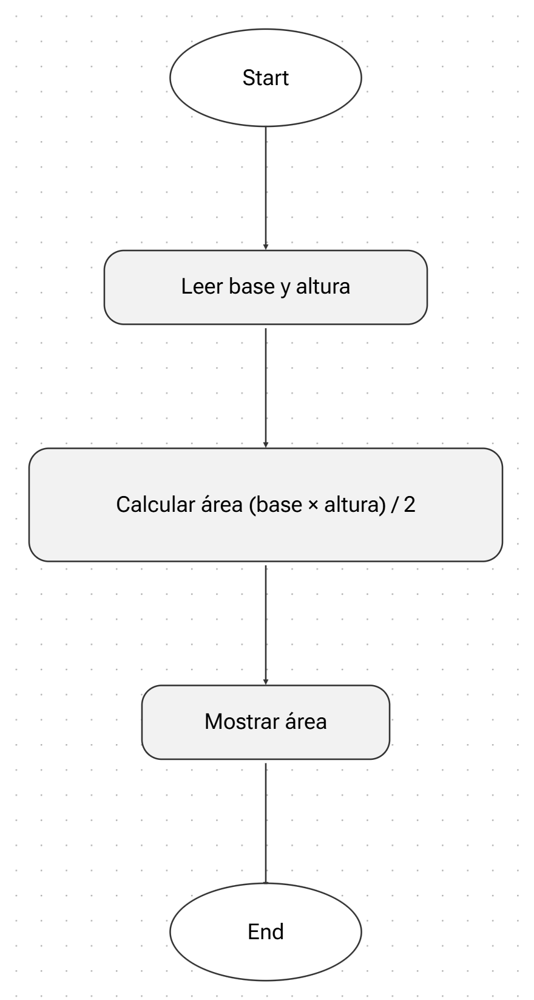 Start
Leer base y altura
Calcular área (base × altura) / 2
Mostrar área
End